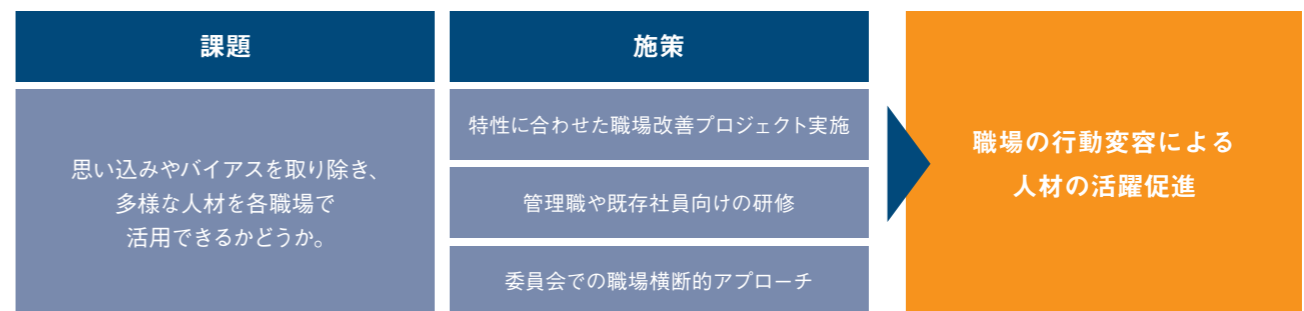 課題
思い込みやバイアスを取り除き、
多様な人材を各職場で
活用できるかどうか。
施策
特性に合わせた職場改善プロジェクト実施
管理職や既存社員向けの研修
委員会での職場横断的アプローチ
職場の行動変容による
人材の活躍促進